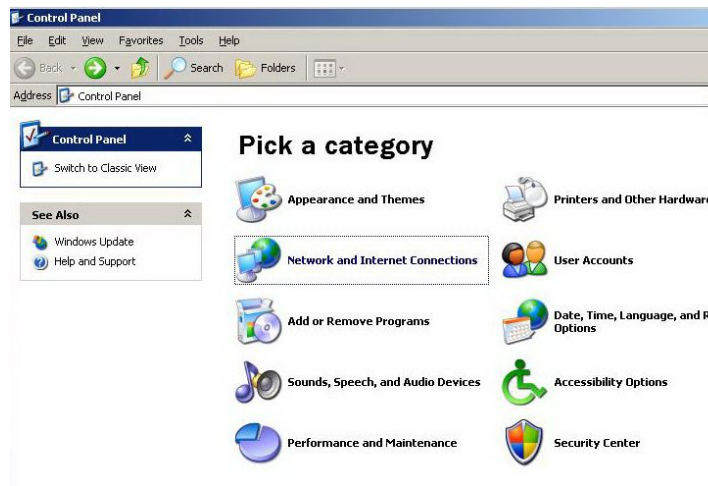 Control Panel
File Edit View Favorites Tools Help
Back Search Folders
Address Control Panel
Control Panel
Switch to Classic View
See Also
Windows Update
Help and Support
Pick a category
Appearance and Themes
Printers and Other Hardware
Network and Internet Connections
User Accounts
Add or Remove Programs
Date, Time, Language, and R
Options
Sounds, Speech, and Audio Devices
Accessibility Options
Performance and Maintenance
Security Center